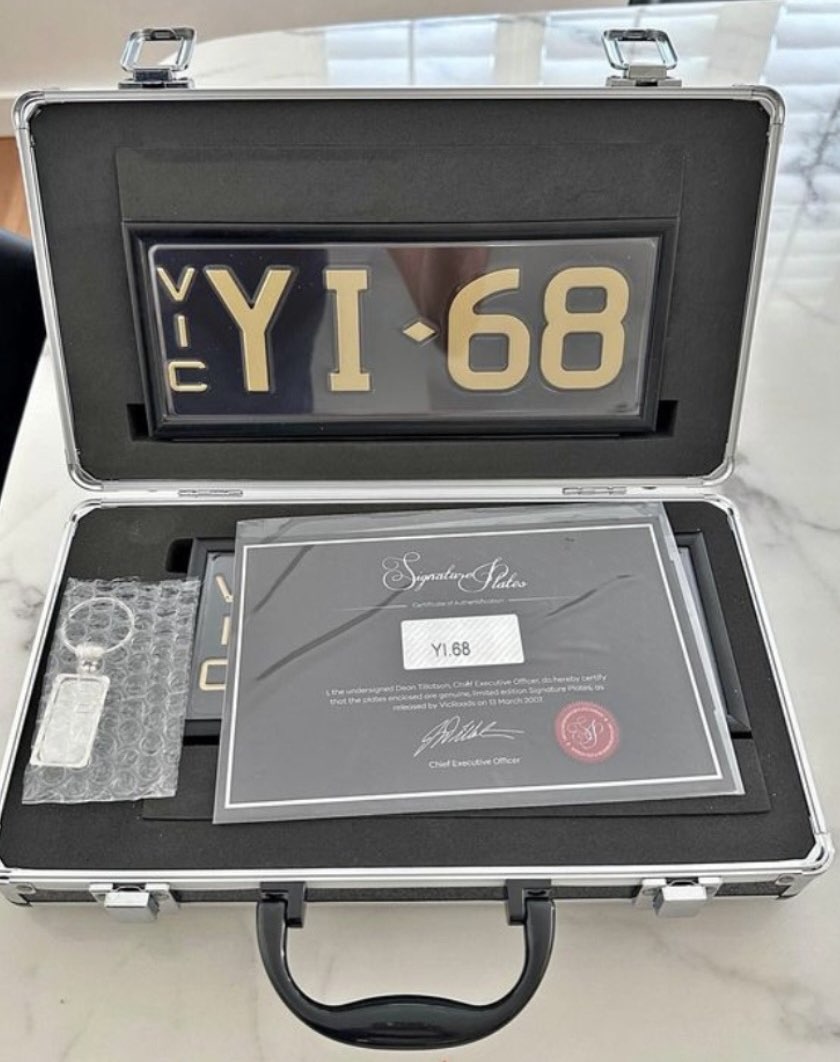 VIC
YI·68
Signature Plates
Certificate of Authentification
YI.68
I, the undersigned Dean Tillotson, Chief Executive Officer, do hereby certify
that the plates enclosed are genuine, limited edition Signature Plates as
released by VicRoads on 13 March 2007.
Chief Executive Officer
SP